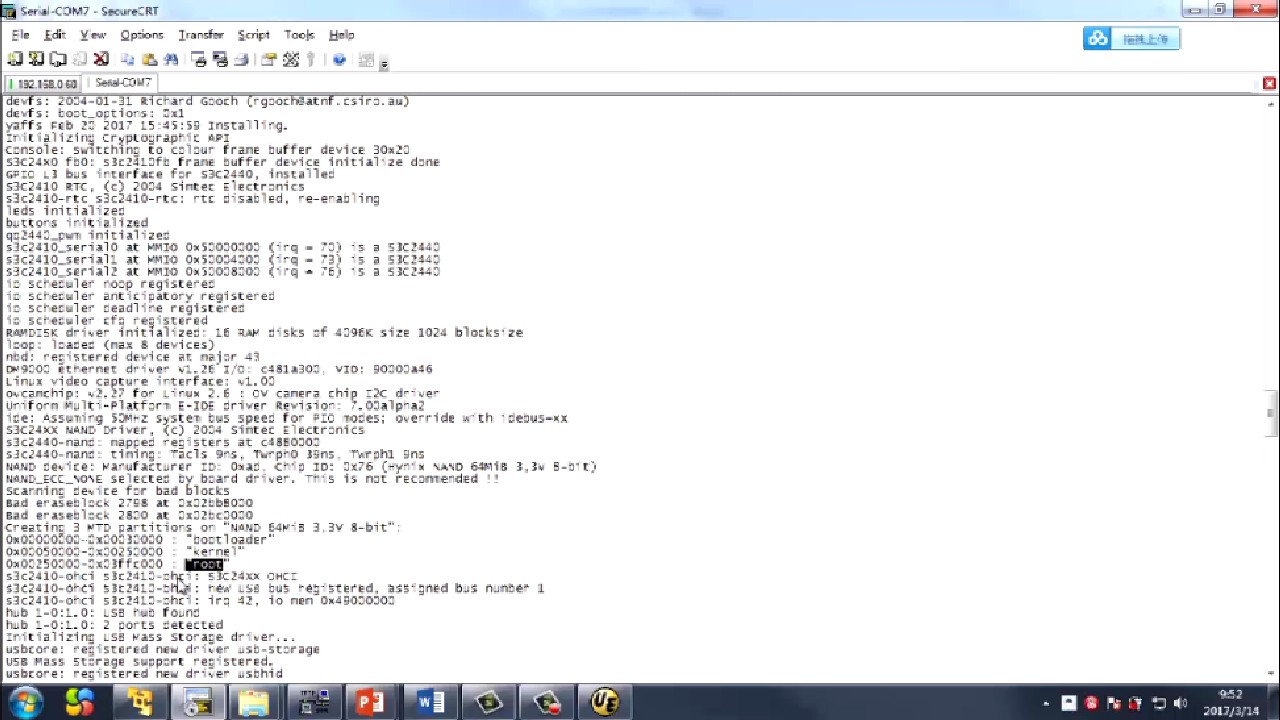 Serial-COM7 - SecureCRT
File Edit View Options Transfer Script Tools Help
拖拽上传
192.168.0.60 Serial-COM7
devfs: 2004-01-31 Richard Gooch (rgooch@atnf.csiro.au)
devfs: boot_options: 0x1
yaffs Feb 20 2017 15:45:59 Installing.
Initializing Cryptographic API
Console: switching to colour frame buffer device 30x20
S3C24X0 fb0: s3c2410fb frame buffer device initialize done
GPIO L3 bus interface for S3C2440, installed
S3C2410 RTC, (c) 2004 Simtec Electronics
s3c2410-rtc s3c2410-rtc: rtc disabled, re-enabling
leds initialized
buttons initialized
qq2440_pwm initialized
s3c2410_serial0 at MMIO 0x50000000 (irq = 70) is a S3C2440
s3c2410_serial1 at MMIO 0x50004000 (irq = 73) is a S3C2440
s3c2410_serial2 at MMIO 0x50008000 (irq = 76) is a S3C2440
io scheduler noop registered
io scheduler anticipatory registered
io scheduler deadline registered
io scheduler cfq registered
RAMDISK driver initialized: 16 RAM disks of 4096K size 1024 blocksize
loop: loaded (max 8 devices)
nbd: registered device at major 43
DM9000 ethernet driver v1.26 I/O: c481a300, VID: 90000a46
Linux video capture interface: v1.00
ovcamchip: v2.27 for Linux 2.6 : OV camera chip I2C driver
Uniform Multi-Platform E-IDE driver Revision: 7.00alpha2
ide: Assuming 50MHz system bus speed for PIO modes; override with idebus=xx
S3C24XX NAND Driver, (c) 2004 Simtec Electronics
s3c2440-nand: mapped registers at c4880000
s3c2440-nand: timing: Tacls 9ns, Twrph0 39ns, Twrph1 9ns
NAND device: Manufacturer ID: 0xad, Chip ID: 0x76 (Hynix NAND 64MiB 3,3V 8-bit)
NAND_ECC_NONE selected by board driver. This is not recommended !!
Scanning device for bad blocks
Bad eraseblock 2798 at 0x02bb8000
Bad eraseblock 2800 at 0x02bc0000
Creating 3 MTD partitions on "NAND 64MiB 3,3V 8-bit":
0x00000000-0x00030000 : "bootloader"
0x00050000-0x00250000 : "kernel"
0x00250000-0x03ffc000 : "root"
s3c2410-ohci s3c2410-ohci: S3C24XX OHCI
s3c2410-ohci s3c2410-ohci: new USB bus registered, assigned bus number 1
s3c2410-ohci s3c2410-ohci: irq 42, io mem 0x49000000
hub 1-0:1.0: USB hub found
hub 1-0:1.0: 2 ports detected
Initializing USB Mass Storage driver...
usbcore: registered new driver usb-storage
USB Mass Storage support registered.
usbcore: registered new driver usbhid
9:52
2017/3/14